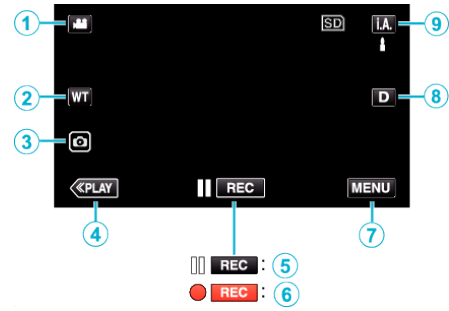 1 SD I.A. 9
2 WT D 8
3
≪PLAY REC MENU
4 7
REC : 5
REC : 6